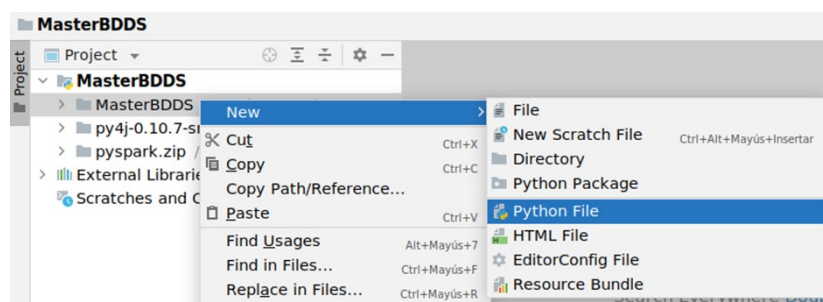 MasterBDDS
Project
Project
MasterBDDS
MasterBDDS
py4j-0.10.7-s
pyspark.zip
External Librarie
Scratches and C
New
Cut Ctrl+X
Copy Ctrl+C
Copy Path/Reference...
Paste Ctrl+V
Find Usages Alt+Mayús+7
Find in Files... Ctrl+Mayús+F
Replace in Files... Ctrl+Mayús+R
File
New Scratch File Ctrl+Alt+Mayús+Insertar
Directory
Python Package
Python File
HTML File
EditorConfig File
Resource Bundle
Search Everywhere